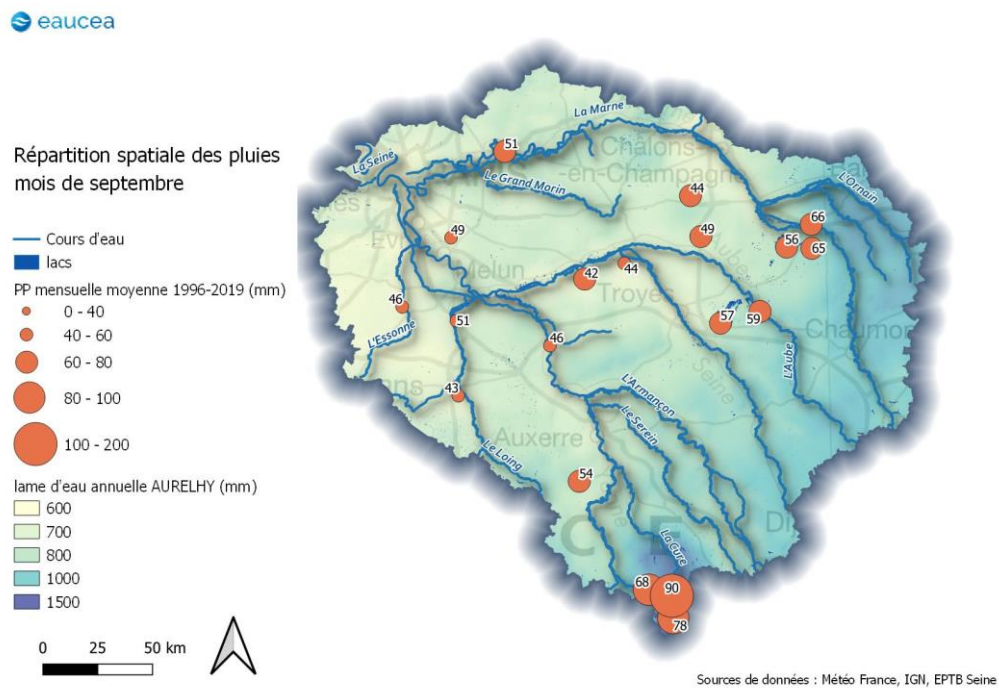 eaucea
Répartition spatiale des pluies
mois de septembre
Cours d'eau
lacs
PP mensuelle moyenne 1996-2019 (mm)
0 - 40
40 - 60
60 - 80
80 - 100
100 - 200
lame d'eau annuelle AURELHY (mm)
600
700
800
1000
1500
0 25 50 km
La Marne
La Seine
51
Châlons-
-en-Champagne
Le Grand Morin
44
L'Ornain
66
49
49
56
65
Melun
42
44
Troyes
46
51
57
59
Chaumon
L'Essonne
46
L'Aube
Seine
43
L'Armançon
Le Serein
Auxerre
Le Loing
54
La Cure
68
90
78
Sources de données : Météo France, IGN, EPTB Seine